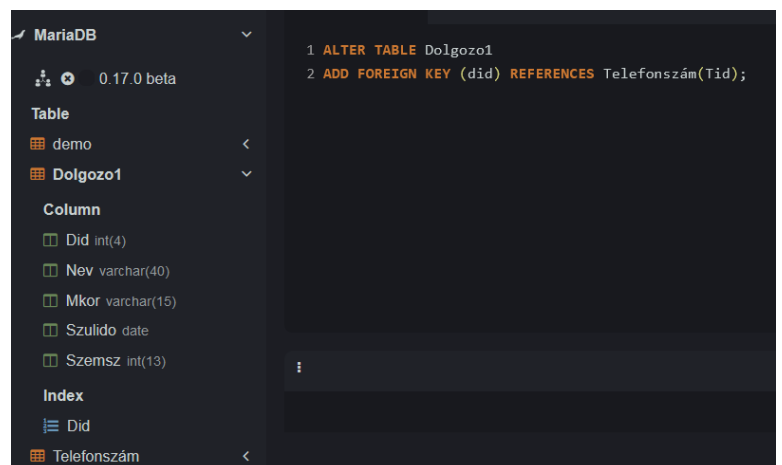 MariaDB
0.17.0 beta
Table
demo
Dolgozo1
Column
Did int(4)
Nev varchar(40)
Mkor varchar(15)
Szulido date
Szemsz int(13)
Index
Did
Telefonszám
1 ALTER TABLE Dolgozo1
2 ADD FOREIGN KEY (did) REFERENCES Telefonszám(Tid);